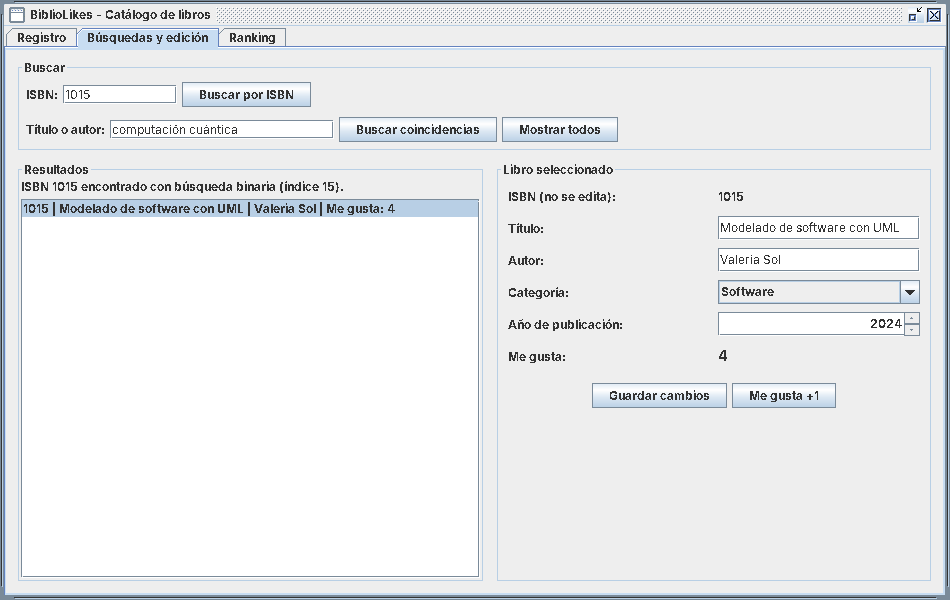 BiblioLikes - Catálogo de libros
Registro Búsquedas y edición Ranking
Buscar
ISBN: 1015 Buscar por ISBN
Título o autor: computación cuántica Buscar coincidencias Mostrar todos
Resultados
ISBN 1015 encontrado con búsqueda binaria (índice 15).
1015 | Modelado de software con UML | Valeria Sol | Me gusta: 4
Libro seleccionado
ISBN (no se edita): 1015
Título: Modelado de software con UML
Autor: Valeria Sol
Categoría: Software
Año de publicación: 2024
Me gusta: 4
Guardar cambios Me gusta +1